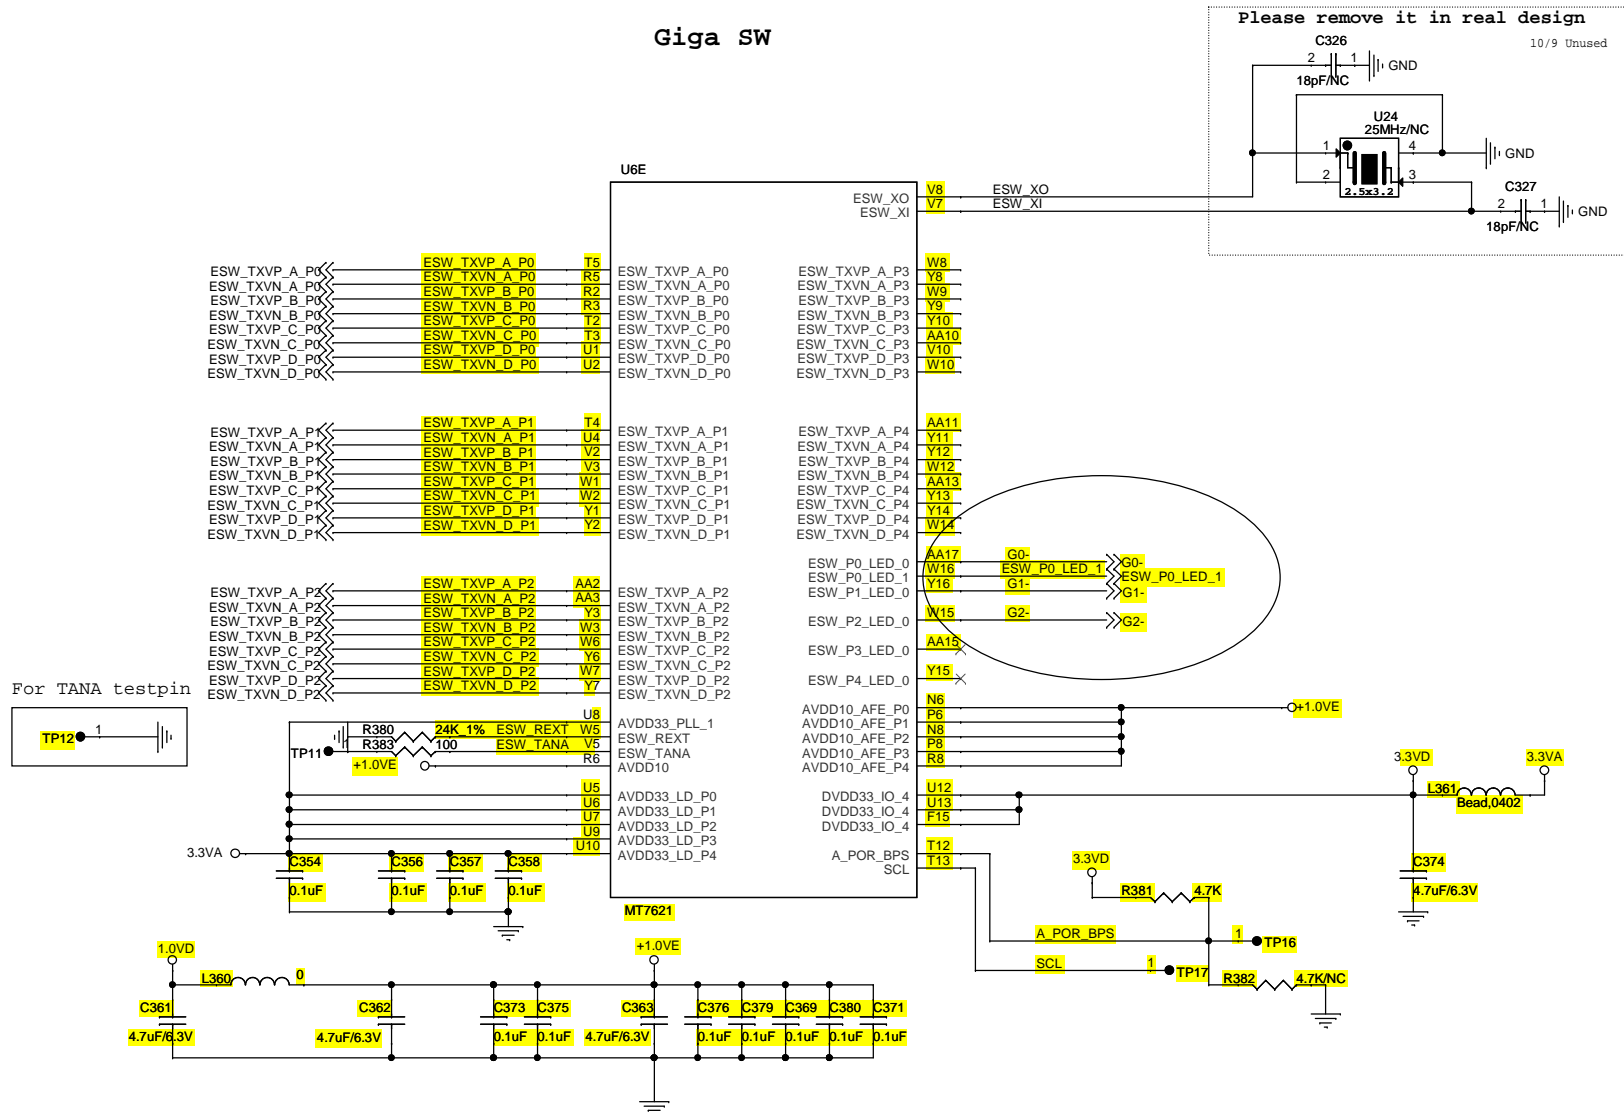 Giga SW
Please remove it in real design
10/9 Unused
C326
2 1 GND
18pF/NC
U24
25MHz/NC
1 4 GND
2 3
2.5x3.2
C327
2 1 GND
18pF/NC
U6E
ESW_XO V8 ESW_XO
ESW_XI V7 ESW_XI
ESW_TXVP_A_P0 ESW_TXVP_A_P0 T5 ESW_TXVP_A_P0 ESW_TXVP_A_P3 W8
ESW_TXVN_A_P0 ESW_TXVN_A_P0 R5 ESW_TXVN_A_P0 ESW_TXVN_A_P3 Y8
ESW_TXVP_B_P0 ESW_TXVP_B_P0 R2 ESW_TXVP_B_P0 ESW_TXVP_B_P3 W9
ESW_TXVN_B_P0 ESW_TXVN_B_P0 R3 ESW_TXVN_B_P0 ESW_TXVN_B_P3 Y9
ESW_TXVP_C_P0 ESW_TXVP_C_P0 T2 ESW_TXVP_C_P0 ESW_TXVP_C_P3 Y10
ESW_TXVN_C_P0 ESW_TXVN_C_P0 T3 ESW_TXVN_C_P0 ESW_TXVN_C_P3 AA10
ESW_TXVP_D_P0 ESW_TXVP_D_P0 U1 ESW_TXVP_D_P0 ESW_TXVP_D_P3 V10
ESW_TXVN_D_P0 ESW_TXVN_D_P0 U2 ESW_TXVN_D_P0 ESW_TXVN_D_P3 W10
ESW_TXVP_A_P1 ESW_TXVP_A_P1 T4 ESW_TXVP_A_P1 ESW_TXVP_A_P4 AA11
ESW_TXVN_A_P1 ESW_TXVN_A_P1 U4 ESW_TXVN_A_P1 ESW_TXVN_A_P4 Y11
ESW_TXVP_B_P1 ESW_TXVP_B_P1 V2 ESW_TXVP_B_P1 ESW_TXVP_B_P4 Y12
ESW_TXVN_B_P1 ESW_TXVN_B_P1 V3 ESW_TXVN_B_P1 ESW_TXVN_B_P4 W12
ESW_TXVP_C_P1 ESW_TXVP_C_P1 W1 ESW_TXVP_C_P1 ESW_TXVP_C_P4 AA13
ESW_TXVN_C_P1 ESW_TXVN_C_P1 W2 ESW_TXVN_C_P1 ESW_TXVN_C_P4 Y13
ESW_TXVP_D_P1 ESW_TXVP_D_P1 Y1 ESW_TXVP_D_P1 ESW_TXVP_D_P4 Y14
ESW_TXVN_D_P1 ESW_TXVN_D_P1 Y2 ESW_TXVN_D_P1 ESW_TXVN_D_P4 W14
ESW_P0_LED_0 AA17 G0- G0-
ESW_P0_LED_1 W16 ESW_P0_LED_1 ESW_P0_LED_1
ESW_P1_LED_0 Y16 G1- G1-
ESW_P2_LED_0 W15 G2- G2-
ESW_P3_LED_0 AA15
ESW_P4_LED_0 Y15
ESW_TXVP_A_P2 ESW_TXVP_A_P2 AA2 ESW_TXVP_A_P2
ESW_TXVN_A_P2 ESW_TXVN_A_P2 AA3 ESW_TXVN_A_P2
ESW_TXVP_B_P2 ESW_TXVP_B_P2 Y3 ESW_TXVP_B_P2
ESW_TXVN_B_P2 ESW_TXVN_B_P2 W3 ESW_TXVN_B_P2
ESW_TXVP_C_P2 ESW_TXVP_C_P2 W6 ESW_TXVP_C_P2
ESW_TXVN_C_P2 ESW_TXVN_C_P2 Y6 ESW_TXVN_C_P2
ESW_TXVP_D_P2 ESW_TXVP_D_P2 W7 ESW_TXVP_D_P2
ESW_TXVN_D_P2 ESW_TXVN_D_P2 Y7 ESW_TXVN_D_P2
For TANA testpin
TP12 1
U8 AVDD33_PLL_1 AVDD10_AFE_P0 N6 +1.0VE
R380 24K_1% ESW_REXT W5 ESW_REXT AVDD10_AFE_P1 P6
TP11 R383 100 ESW_TANA V5 ESW_TANA AVDD10_AFE_P2 N8
+1.0VE R6 AVDD10 AVDD10_AFE_P3 P8
AVDD10_AFE_P4 R8
3.3VD 3.3VA
L361 Bead,0402
U5 AVDD33_LD_P0 DVDD33_IO_4 U12
U6 AVDD33_LD_P1 DVDD33_IO_4 U13
U7 AVDD33_LD_P2 DVDD33_IO_4 F15
U9 AVDD33_LD_P3
3.3VA U10 AVDD33_LD_P4 A_POR_BPS T12
SCL T13
C354 C356 C357 C358
0.1uF 0.1uF 0.1uF 0.1uF
C374
4.7uF/6.3V
3.3VD
R381 4.7K
MT7621
A_POR_BPS 1 TP16
SCL 1 TP17
R382 4.7K/NC
1.0VD +1.0VE
L360 0
C361 C362 C373 C375 C363 C376 C379 C369 C380 C371
4.7uF/6.3V 4.7uF/6.3V 0.1uF 0.1uF 4.7uF/6.3V 0.1uF 0.1uF 0.1uF 0.1uF 0.1uF